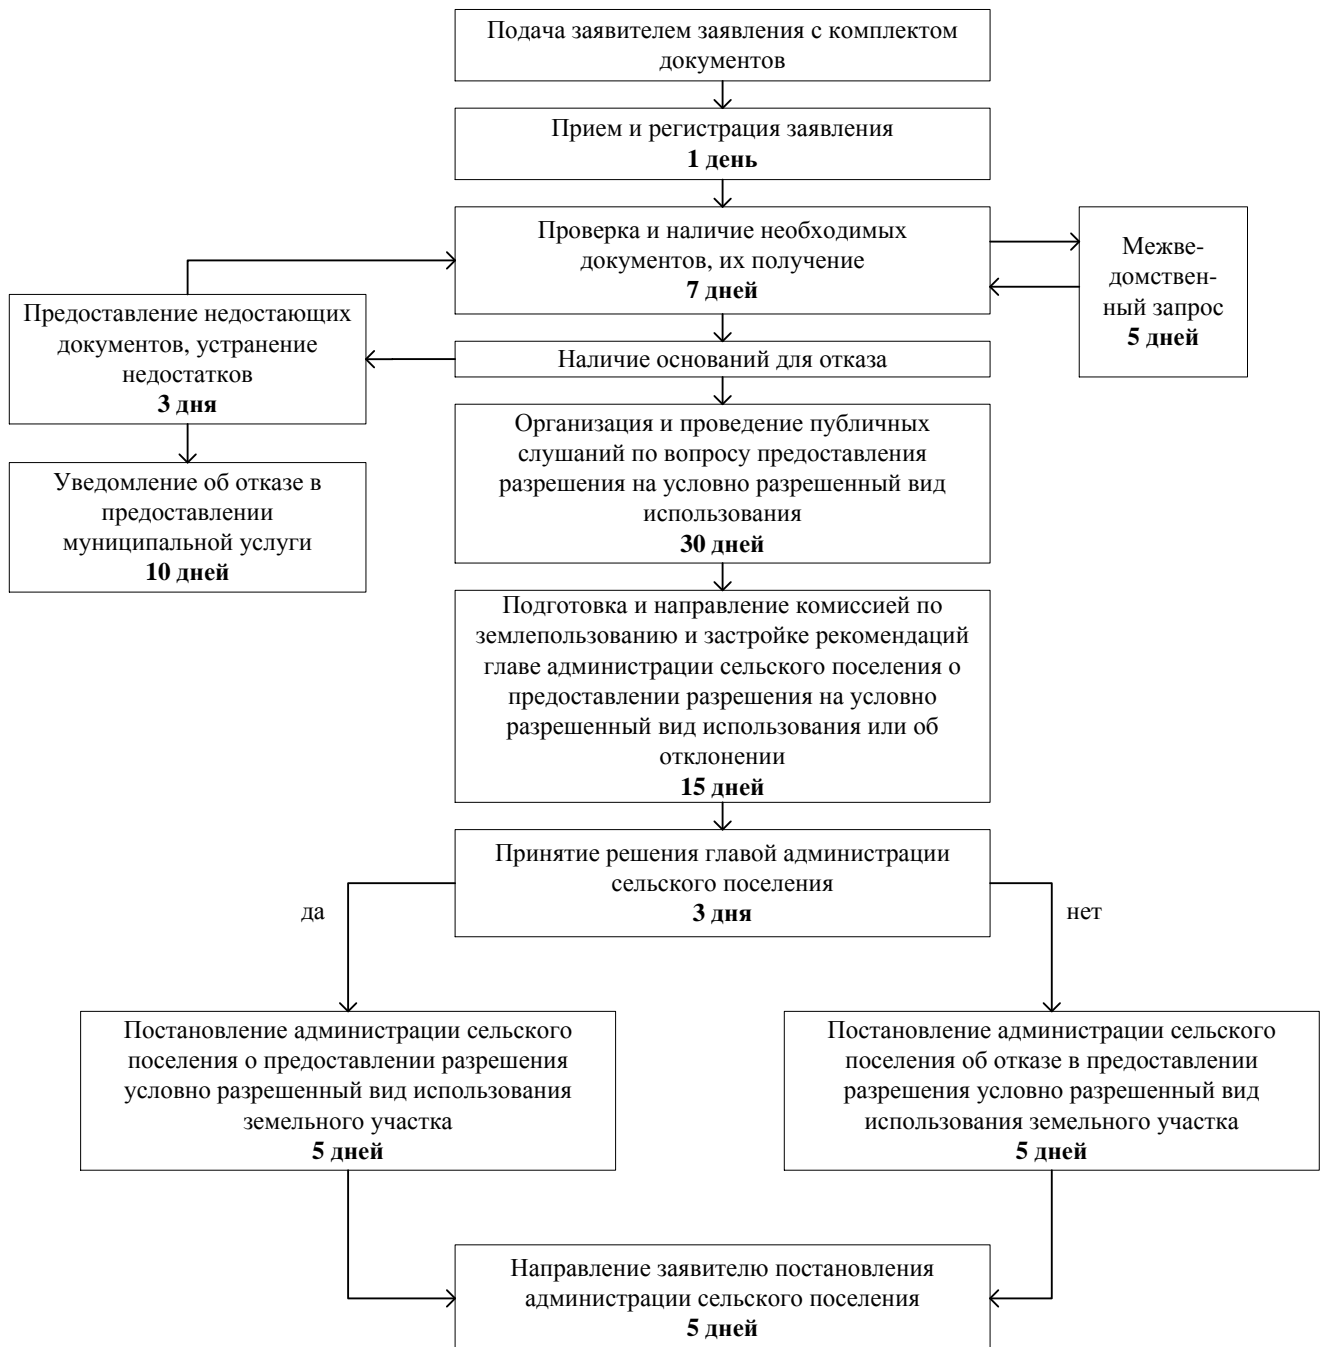 Подача заявителем заявления с комплектом
документов
Прием и регистрация заявления
1 день
Проверка и наличие необходимых
документов, их получение
7 дней
Межве-
домствен-
ный запрос
5 дней
Предоставление недостающих
документов, устранение
недостатков
3 дня
Наличие оснований для отказа
Уведомление об отказе в
предоставлении
муниципальной услуги
10 дней
Организация и проведение публичных
слушаний по вопросу предоставления
разрешения на условно разрешенный вид
использования
30 дней
Подготовка и направление комиссией по
землепользованию и застройке рекомендаций
главе администрации сельского поселения о
предоставлении разрешения на условно
разрешенный вид использования или об
отклонении
15 дней
Принятие решения главой администрации
сельского поселения
3 дня
да
нет
Постановление администрации сельского
поселения о предоставлении разрешения
условно разрешенный вид использования
земельного участка
5 дней
Постановление администрации сельского
поселения об отказе в предоставлении
разрешения условно разрешенный вид
использования земельного участка
5 дней
Направление заявителю постановления
администрации сельского поселения
5 дней